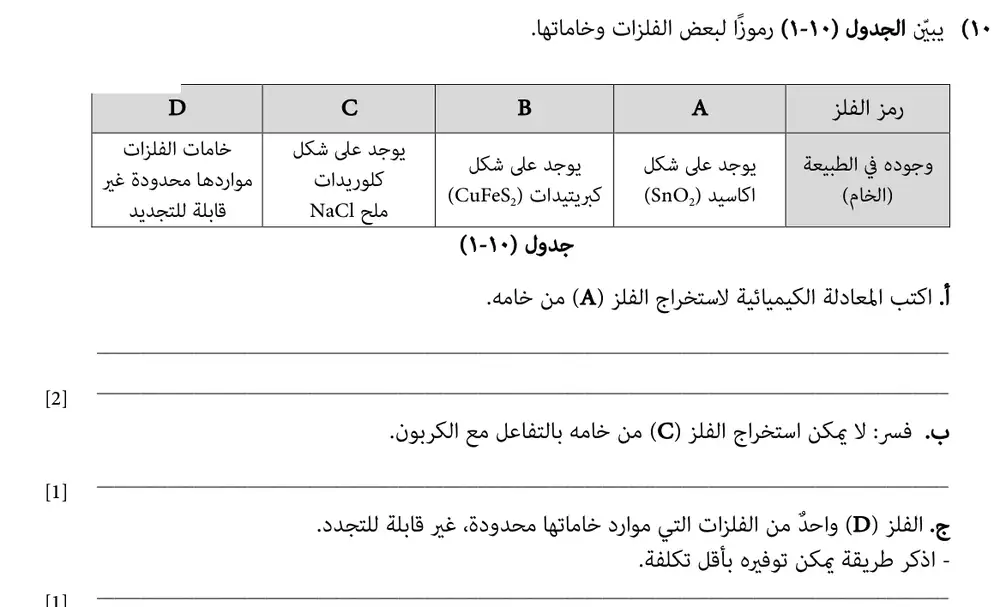 ١٠) يبيّن الجدول (١٠-١) رموزًا لبعض الفلزات وخاماتها.
رمز الفلز A B C D
وجوده في الطبيعة (الخام)
يوجد على شكل اكاسيد (SnO₂)
يوجد على شكل كبريتيدات (CuFeS₂)
يوجد على شكل كلوريدات ملح NaCl
خامات الفلزات مواردها محدودة غير قابلة للتجديد
جدول (١٠-١)
أ. اكتب المعادلة الكيميائية لاستخراج الفلز (A) من خامه.
[2]
ب. فسر: لا يمكن استخراج الفلز (C) من خامه بالتفاعل مع الكربون.
[1]
ج. الفلز (D) واحدٌ من الفلزات التي موارد خاماتها محدودة، غير قابلة للتجدد.
- اذكر طريقة يمكن توفيره بأقل تكلفة.
[1]